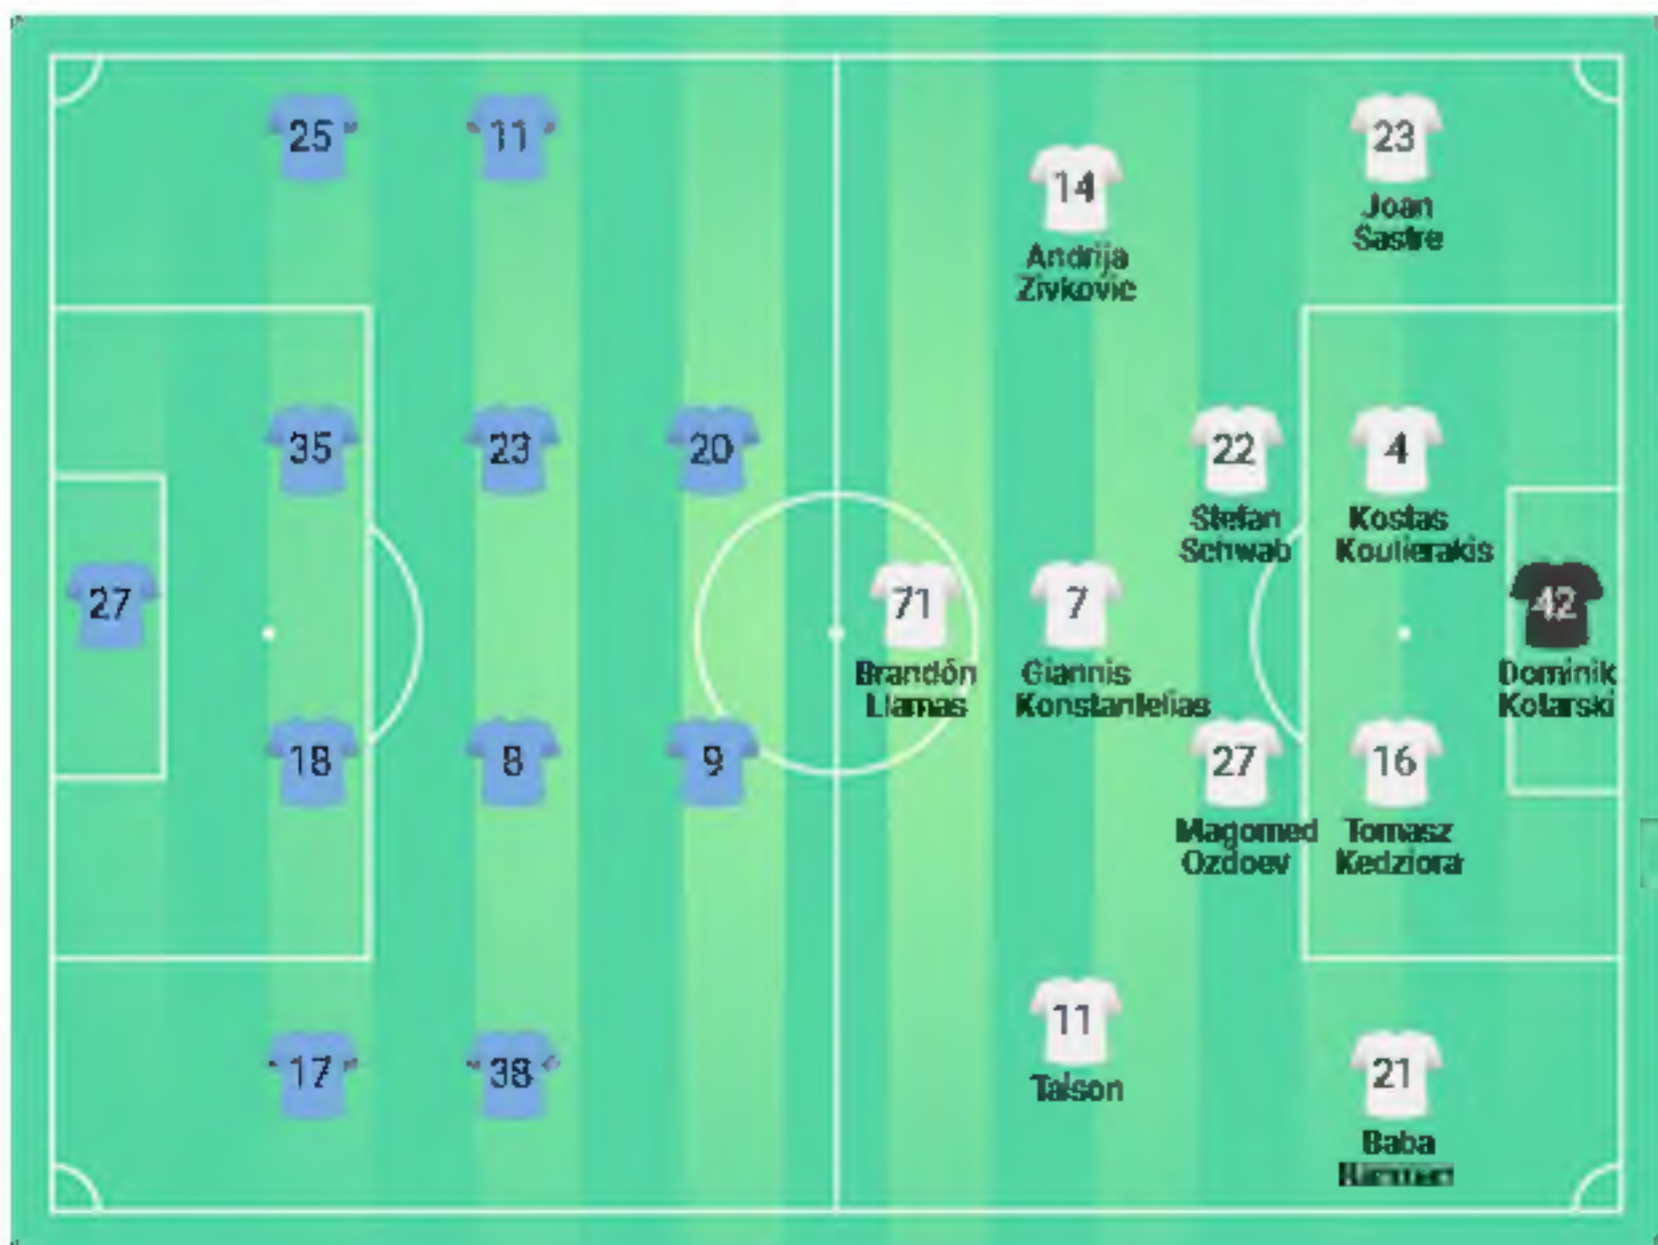 25
11
14
Andrija
Zivkovic
23
Joan
Sastre
35
23
20
22
Stefan
Schwab
4
Kostas
Koulierakis
27
71
Brandón
Llamas
7
Giannis
Konstantelias
42
Dominik
Kotarski
18
8
9
27
Magomed
Ozdoev
16
Tomasz
Kedziora
17
38
11
Taison
21
Baba